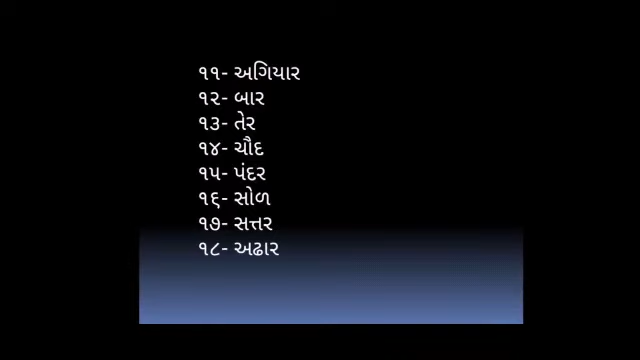 ૧૧- અગિયાર
૧૨- બાર
૧૩- તેર
૧૪- ચૌદ
૧૫- પંદર
૧૬- સોળ
૧૭- સત્તર
૧૮- અઢાર